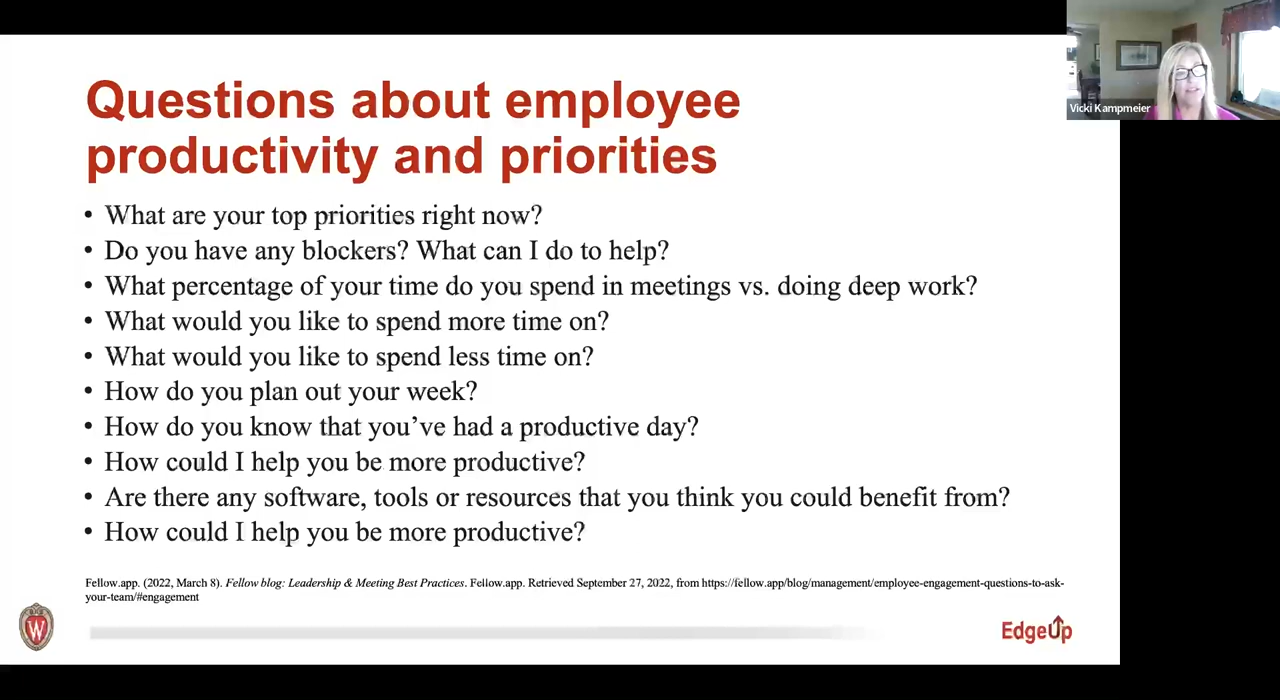 Questions about employee
productivity and priorities
• What are your top priorities right now?
• Do you have any blockers? What can I do to help?
• What percentage of your time do you spend in meetings vs. doing deep work?
• What would you like to spend more time on?
• What would you like to spend less time on?
• How do you plan out your week?
• How do you know that you’ve had a productive day?
• How could I help you be more productive?
• Are there any software, tools or resources that you think you could benefit from?
• How could I help you be more productive?
Fellow.app. (2022, March 8). Fellow blog: Leadership & Meeting Best Practices. Fellow.app. Retrieved September 27, 2022, from https://fellow.app/blog/management/employee-engagement-questions-to-ask-
your-team/#engagement
W
EdgeUp
Vicki Kampmeier